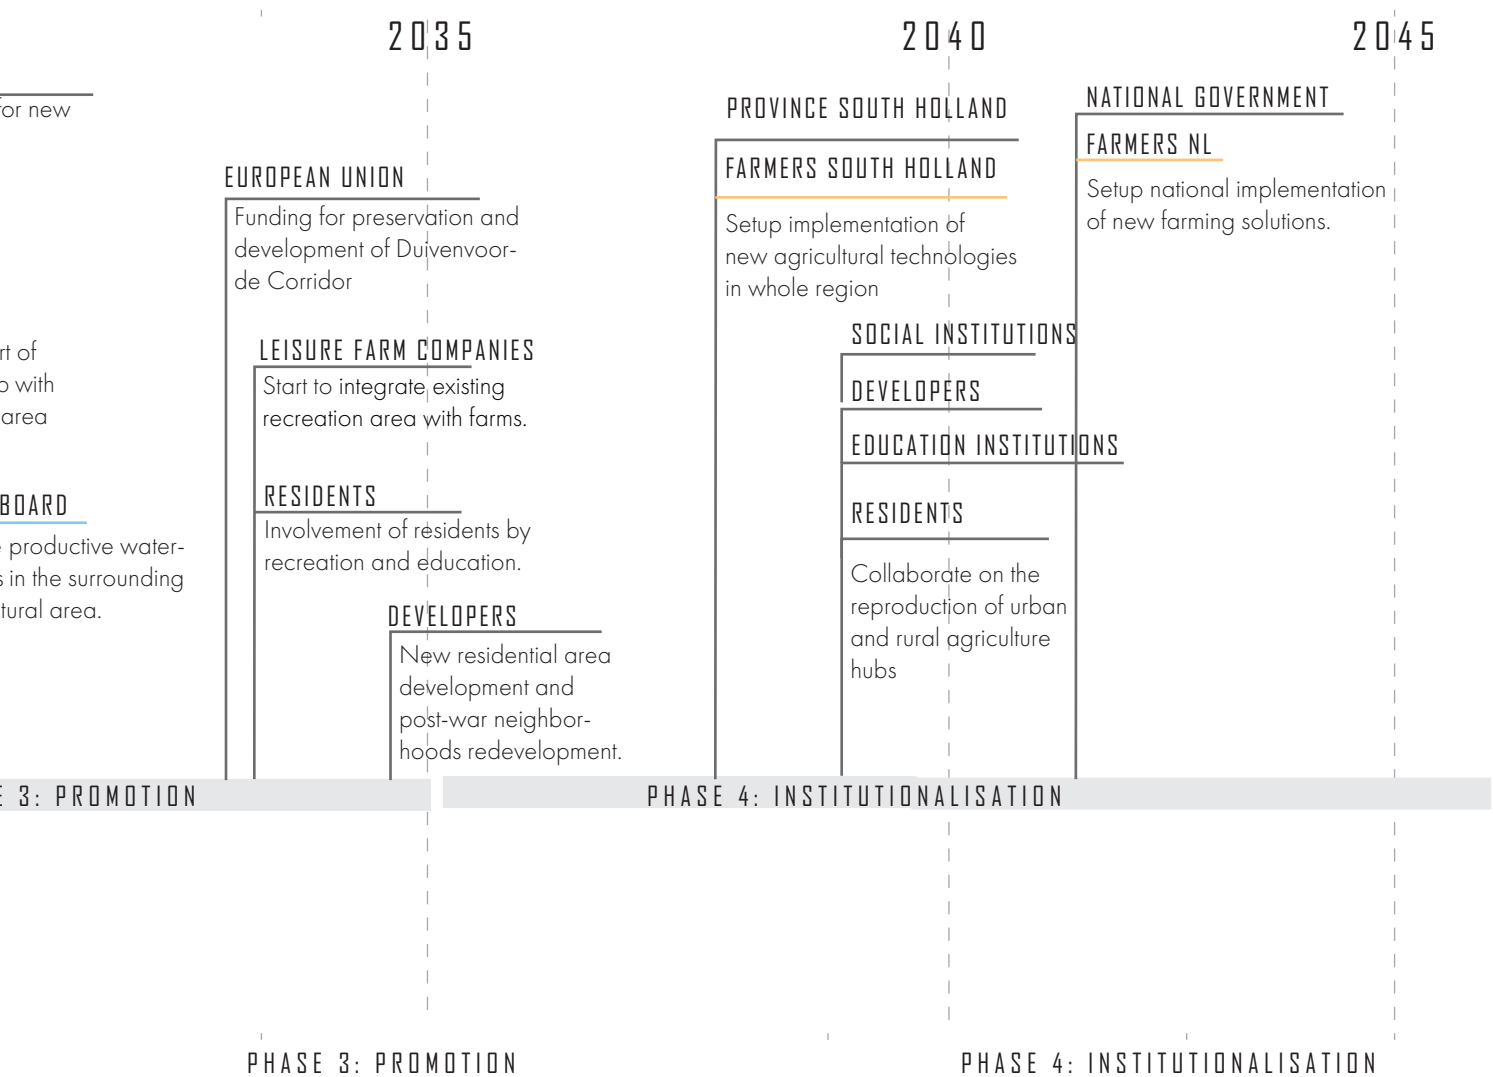 2035
2040
2045
for new
BOARD
productive water-
in the surrounding
area.
of
with
area
EUROPEAN UNION
Funding for preservation and
development of Duivenvoor-
de Corridor
LEISURE FARM COMPANIES
Start to integrate existing
recreation area with farms.
RESIDENTS
Involvement of residents by
recreation and education.
DEVELOPERS
New residential area
development and
post-war neighbor-
hoods redevelopment.
PROVINCE SOUTH HOLLAND
FARMERS SOUTH HOLLAND
Setup implementation of
new agricultural technologies
in whole region
SOCIAL INSTITUTIONS
DEVELOPERS
EDUCATION INSTITUTIONS
RESIDENTS
Collaborate on the
reproduction of urban
and rural agriculture
hubs
NATIONAL GOVERNMENT
FARMERS NL
Setup national implementation
of new farming solutions.
3: PROMOTION
PHASE 4: INSTITUTIONALISATION
PHASE 3: PROMOTION
PHASE 4: INSTITUTIONALISATION